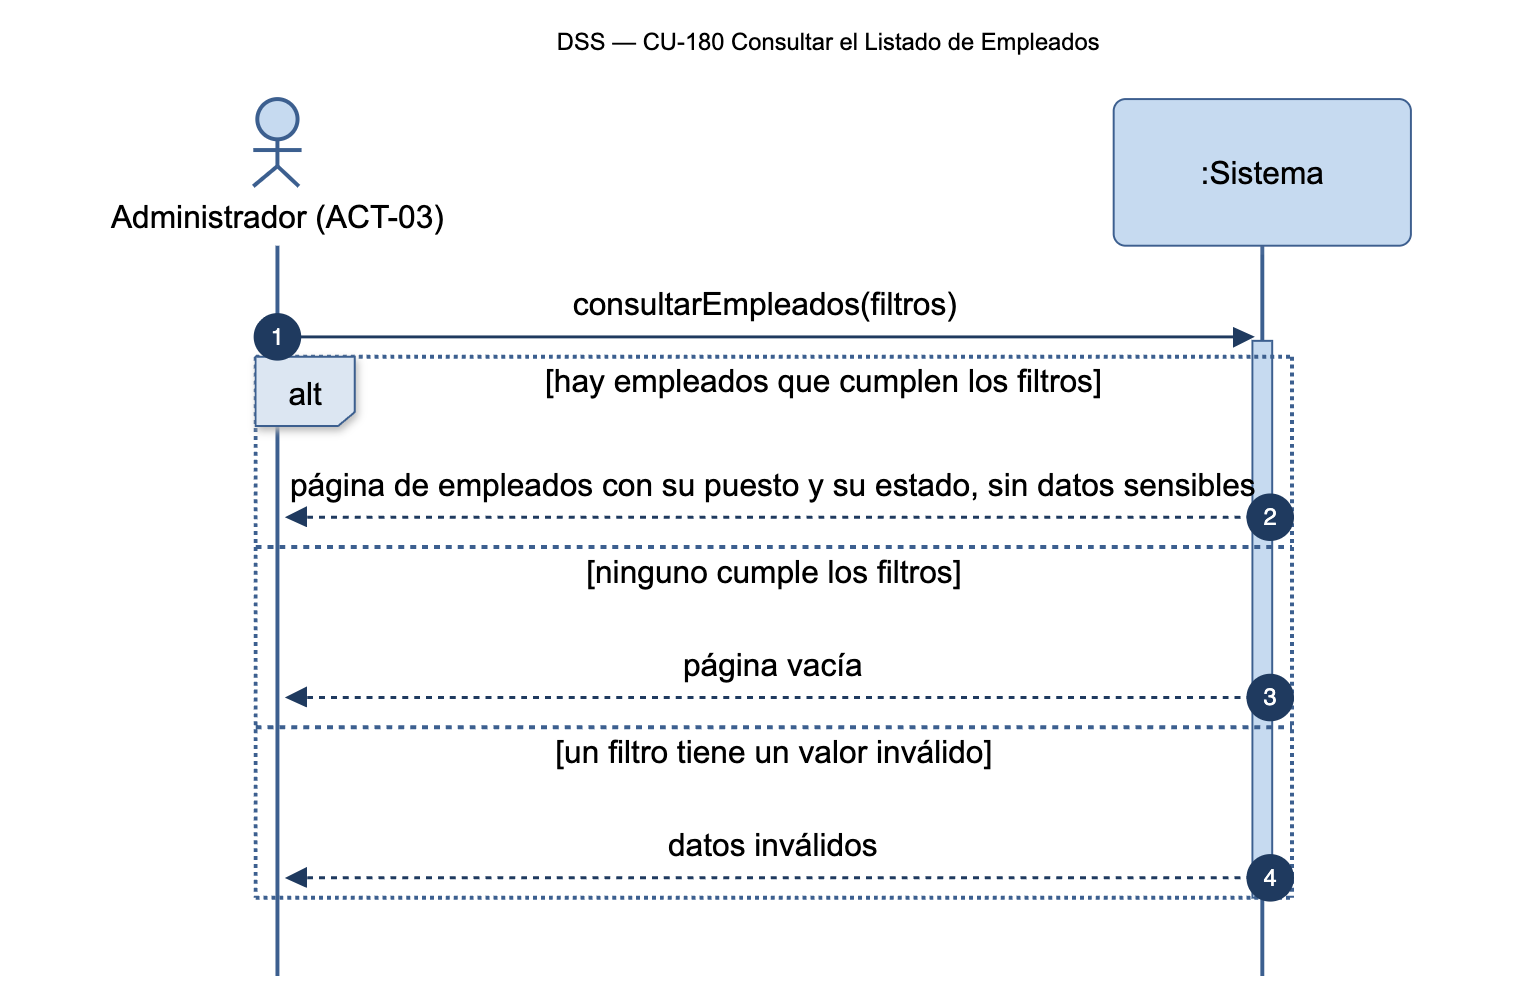 DSS — CU-180 Consultar el Listado de Empleados
Administrador (ACT-03)
:Sistema
consultarEmpleados(filtros)
1
alt
[hay empleados que cumplen los filtros]
página de empleados con su puesto y su estado, sin datos sensibles
2
[ninguno cumple los filtros]
página vacía
3
[un filtro tiene un valor inválido]
datos inválidos
4